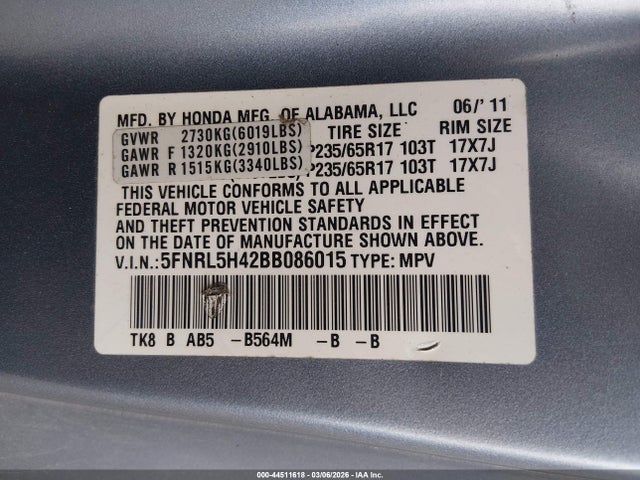 MFD. BY HONDA MFG. OF ALABAMA, LLC 06/'11
GVWR 2730KG(6019LBS) TIRE SIZE RIM SIZE
GAWR F 1320KG(2910LBS) P235/65R17 103T 17X7J
GAWR R 1515KG(3340LBS) P235/65R17 103T 17X7J
THIS VEHICLE CONFORMS TO ALL APPLICABLE
FEDERAL MOTOR VEHICLE SAFETY
AND THEFT PREVENTION STANDARDS IN EFFECT
ON THE DATE OF MANUFACTURE SHOWN ABOVE.
V.I.N.:5FNRL5H42BB086015 TYPE: MPV
TK8 B AB5 -B564M -B -B
000-44511618 - 03/06/2026 - IAA Inc.